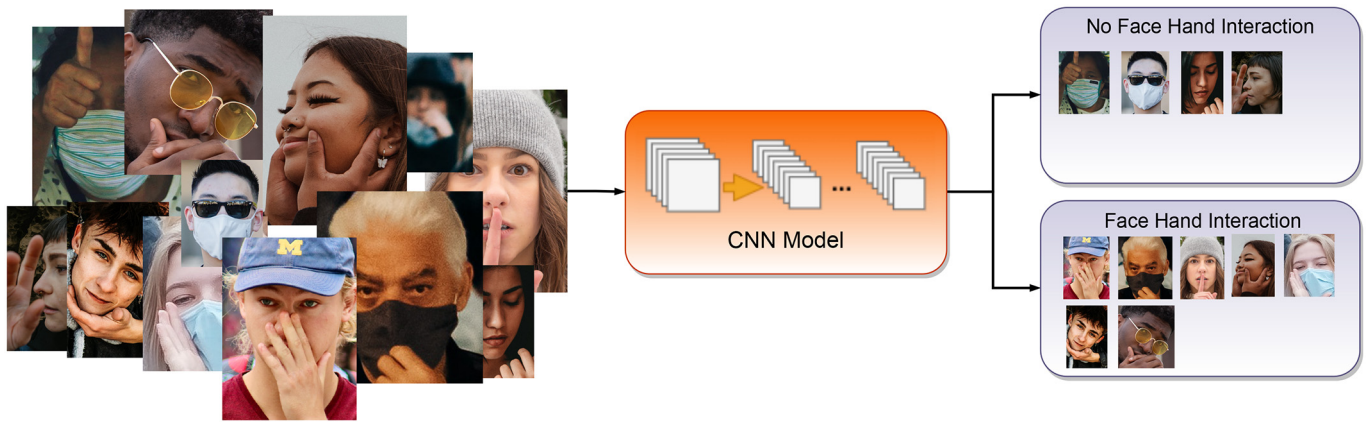 No Face Hand Interaction
M
CNN Model
...
Face Hand Interaction